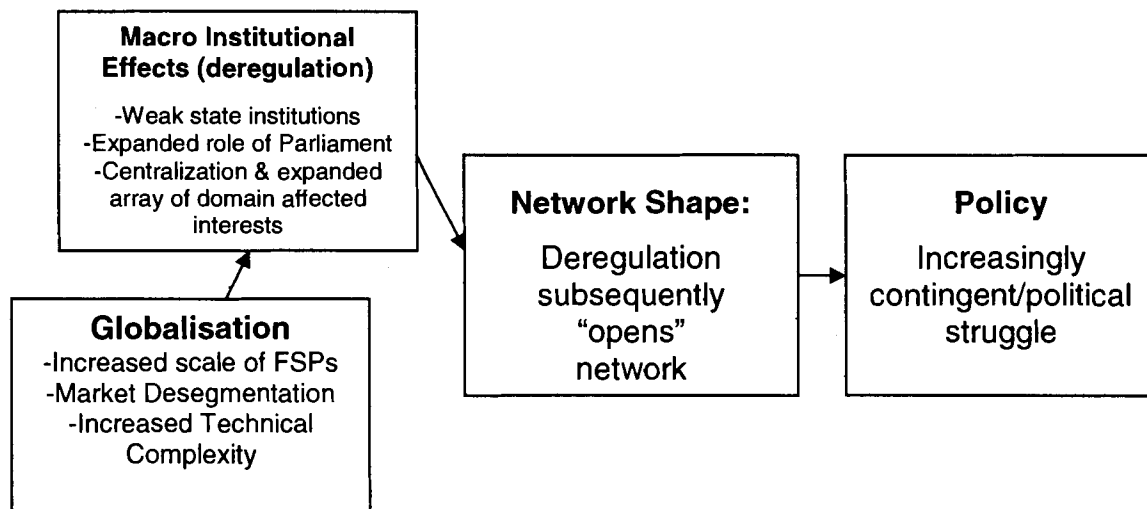 Macro Institutional
Effects (deregulation)
-Weak state institutions
-Expanded role of Parliament
-Centralization & expanded
array of domain affected
interests
Globalisation
-Increased scale of FSPs
-Market Desegmentation
-Increased Technical
Complexity
Network Shape:
Deregulation
subsequently
“opens”
network
Policy
Increasingly
contingent/political
struggle